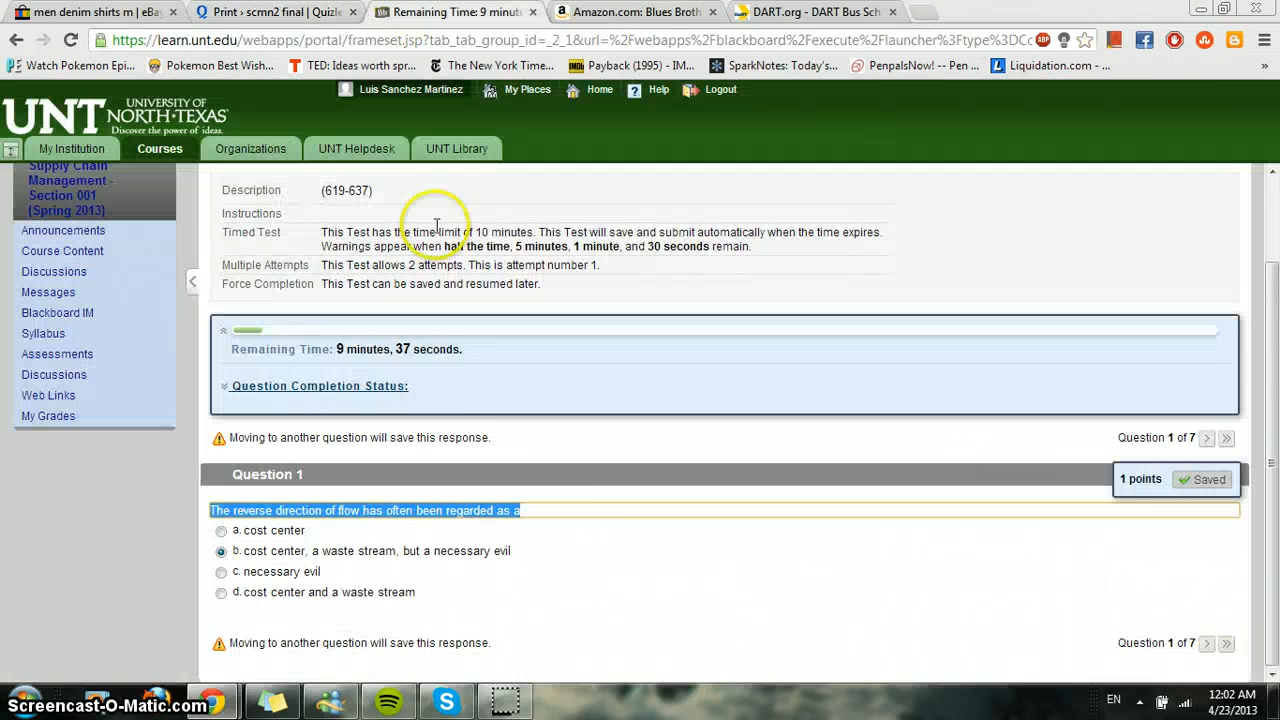 men denim shirts m | eBay
Print › scmn2 final | Quizle
Remaining Time: 9 minute
Amazon.com: Blues Broth
DART.org - DART Bus Sch
https://learn.unt.edu/webapps/portal/frameset.jsp?tab_tab_group_id=_2_1&url=%2Fwebapps%2Fblackboard%2Fexecute%2Flauncher%3Ftype%3DCo
Watch Pokemon Epi...
Pokemon Best Wish...
TED: Ideas worth spr...
The New York Time...
Payback (1995) - IM...
SparkNotes: Today's...
PenpalsNow! -- Pen ...
Liquidation.com - ...
»
Luis Sanchez Martinez
My Places
Home
Help
Logout
UNT
UNIVERSITY OF
NORTH·TEXAS
Discover the power of ideas.
My Institution
Courses
Organizations
UNT Helpdesk
UNT Library
Supply Chain
Management -
Section 001
(Spring 2013)
Announcements
Course Content
Discussions
Messages
Blackboard IM
Syllabus
Assessments
Discussions
Web Links
My Grades
Description (619-637)
Instructions
Timed Test This Test has the time limit of 10 minutes. This Test will save and submit automatically when the time expires.
Warnings appear when half the time, 5 minutes, 1 minute, and 30 seconds remain.
Multiple Attempts This Test allows 2 attempts. This is attempt number 1.
Force Completion This Test can be saved and resumed later.
Remaining Time: 9 minutes, 37 seconds.
Question Completion Status:
Moving to another question will save this response. Question 1 of 7 > »
Question 1
1 points Saved
The reverse direction of flow has often been regarded as a
a. cost center
b. cost center, a waste stream, but a necessary evil
c. necessary evil
d. cost center and a waste stream
Moving to another question will save this response. Question 1 of 7 > »
EN
12:02 AM
4/23/2013
Screencast-O-Matic.com